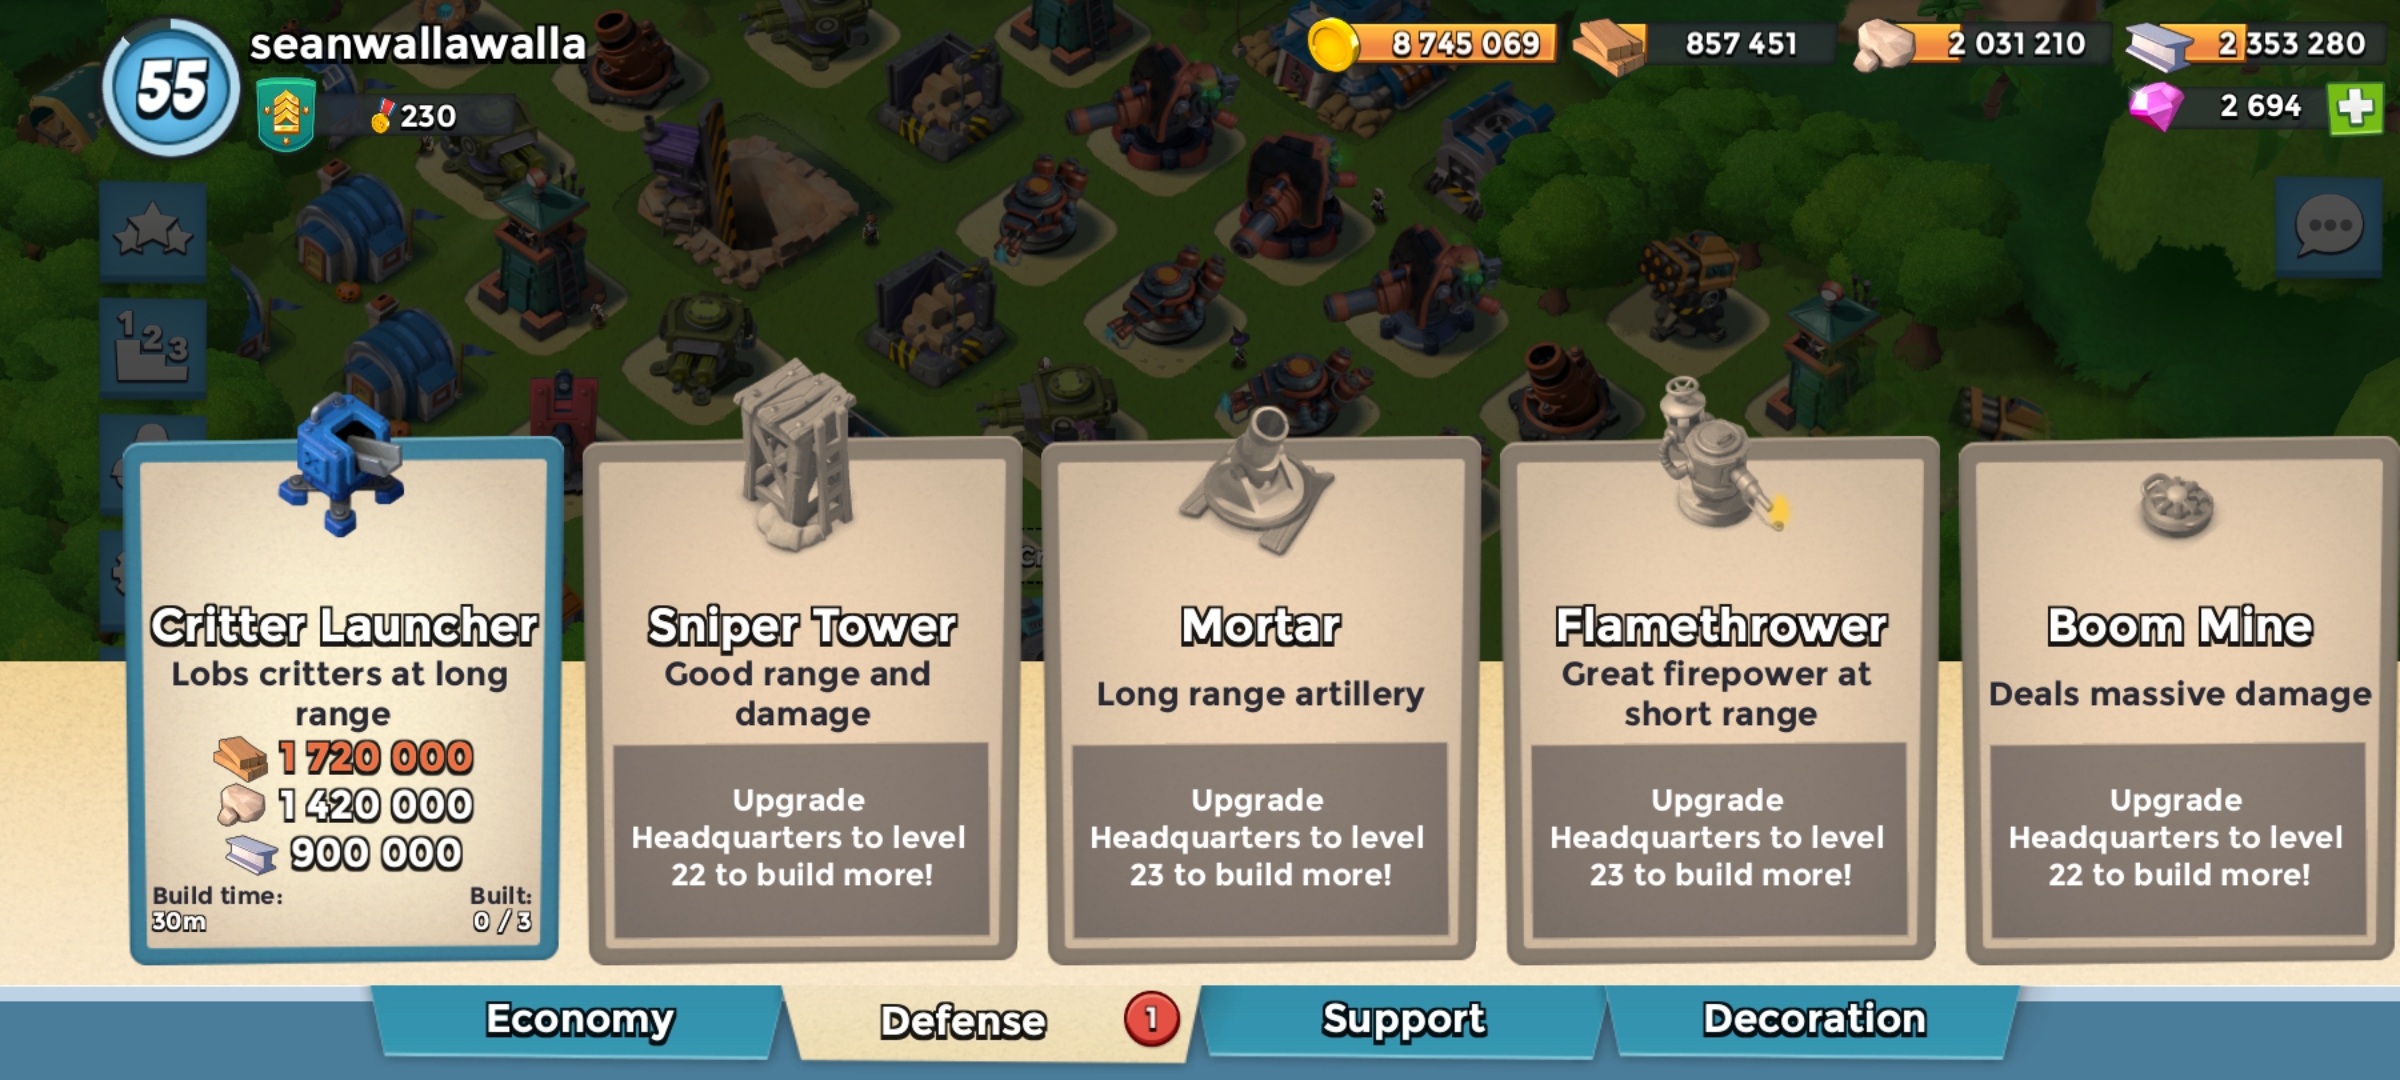 55
seanwallawalla
230
8 745 069
857 451
2 031 210
2 353 280
2 694
123
Critter Launcher
Lobs critters at long
range
1 720 000
1 420 000
900 000
Build time:
30m
Built:
0 / 3
Sniper Tower
Good range and
damage
Upgrade
Headquarters to level
22 to build more!
Mortar
Long range artillery
Upgrade
Headquarters to level
23 to build more!
Flamethrower
Great firepower at
short range
Upgrade
Headquarters to level
23 to build more!
Boom Mine
Deals massive damage
Upgrade
Headquarters to level
22 to build more!
Economy
Defense
1
Support
Decoration